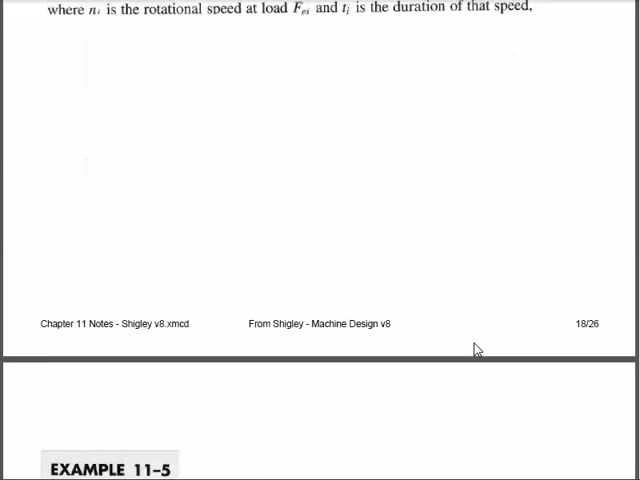 where nᵢ is the rotational speed at load Fₑᵢ and tᵢ is the duration of that speed,
Chapter 11 Notes - Shigley v8.xmcd From Shigley - Machine Design v8 18/26
EXAMPLE 11–5